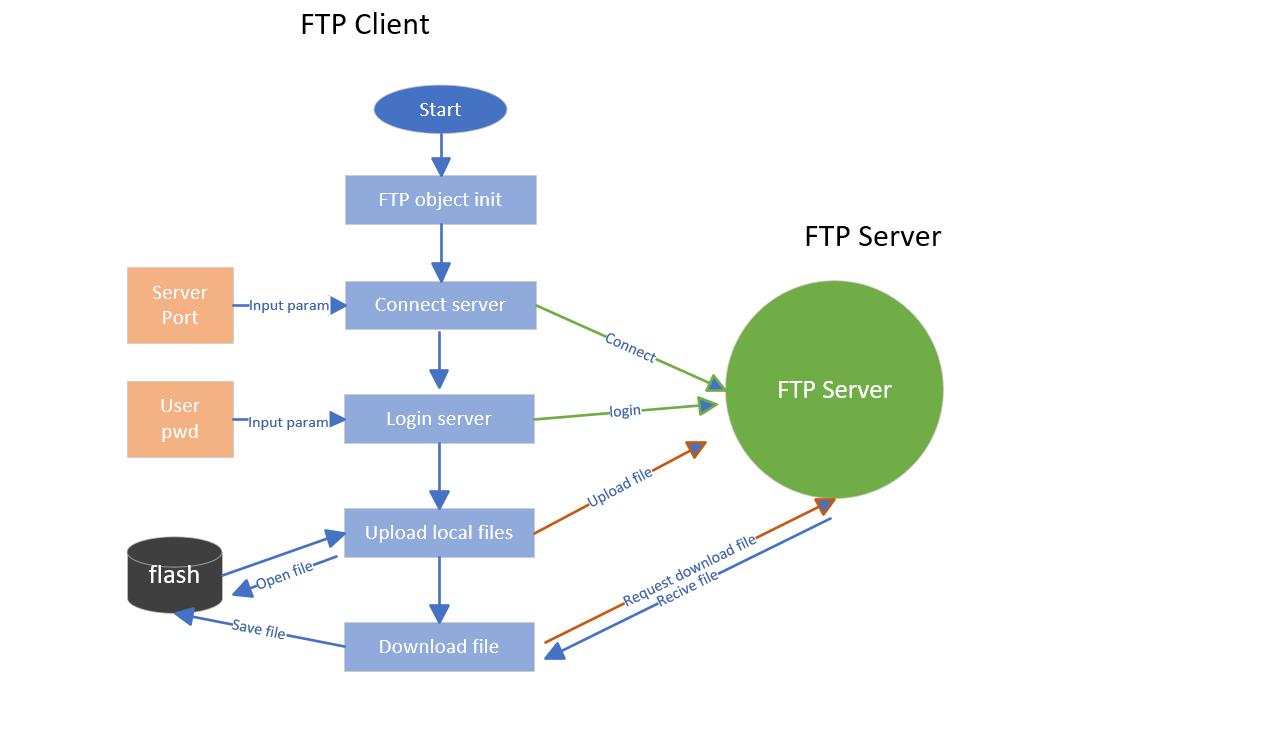 FTP Client
Start
FTP object init
FTP Server
Server
Port
Input param
Connect server
Connect
FTP Server
User
pwd
Input param
Login server
login
Upload file
Upload local files
flash
Open file
Request download file
Recive file
Save file
Download file